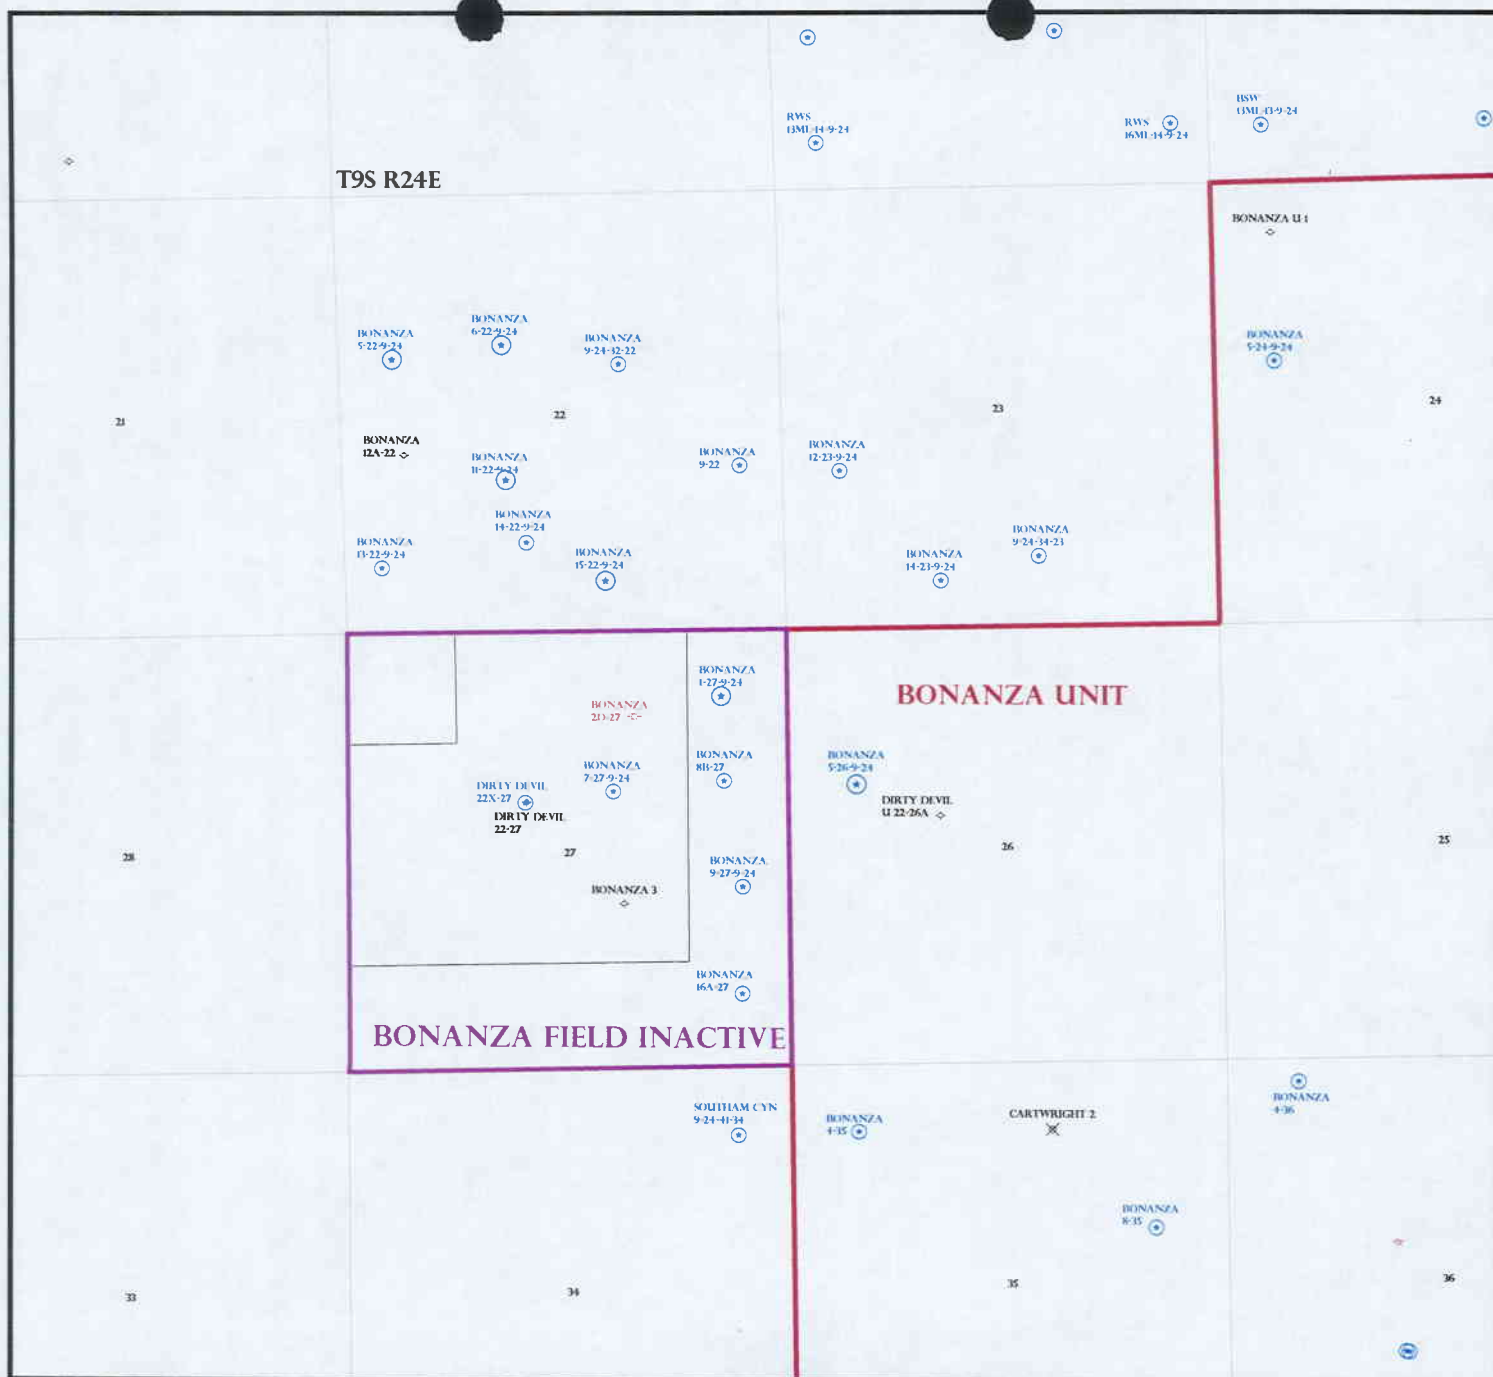 RWS
13ML-14-9-24
RWS
16ML-14-9-24
HSW
13ML-13-9-24
T9S R24E
BONANZA U 1
BONANZA
5-22-9-24
BONANZA
6-22-9-24
BONANZA
9-24-32-22
BONANZA
5-24-9-24
21
22
23
24
BONANZA
12A-22
BONANZA
11-22-9-24
BONANZA
9-22
BONANZA
12-23-9-24
BONANZA
14-22-9-24
BONANZA
13-22-9-24
BONANZA
15-22-9-24
BONANZA
14-23-9-24
BONANZA
9-24-34-23
BONANZA
1-27-9-24
BONANZA UNIT
BONANZA
2D-27
BONANZA
7-27-9-24
BONANZA
8B-27
BONANZA
5-26-9-24
DIRTY DEVIL
22X-27
DIRTY DEVIL
22-27
DIRTY DEVIL
U 22-26A
28
27
26
25
BONANZA
9-27-9-24
BONANZA 3
BONANZA
16A-27
BONANZA FIELD INACTIVE
SOUTHAM CYN
9-24-41-34
BONANZA
4-35
CARTWRIGHT 2
BONANZA
4-36
BONANZA
8-35
33
34
35
36